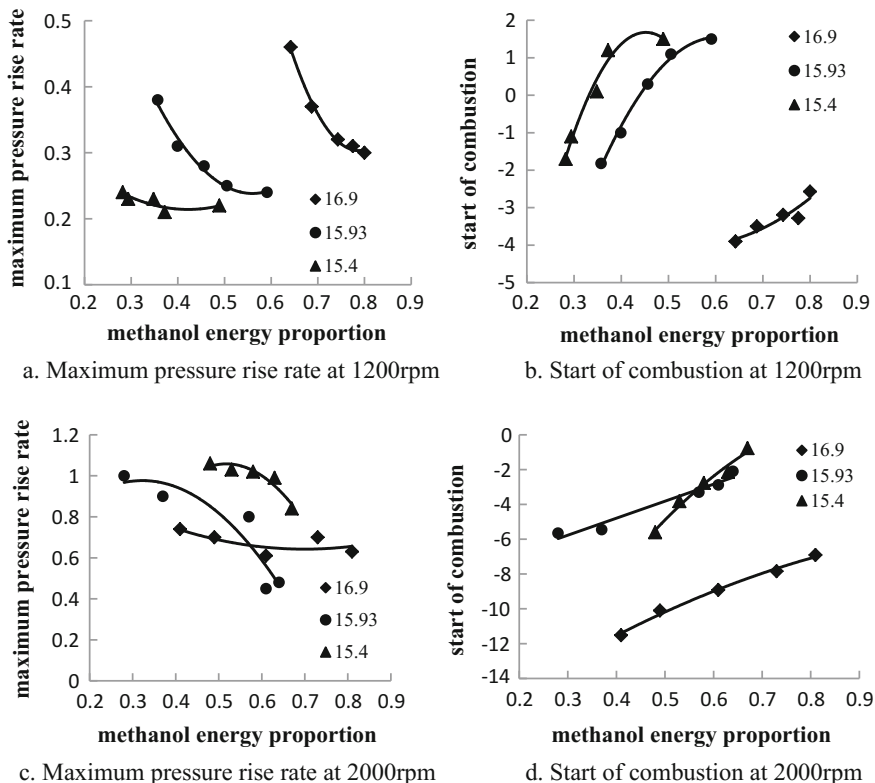 maximum pressure rise rate
0.5
0.4
0.3
0.2
0.1
0.2 0.3 0.4 0.5 0.6 0.7 0.8 0.9
16.9
15.93
15.4
methanol energy proportion
a. Maximum pressure rise rate at 1200rpm
start of combustion
2
1
0
-1
-2
-3
-4
-5
0.2 0.3 0.4 0.5 0.6 0.7 0.8 0.9
16.9
15.93
15.4
methanol energy proportion
b. Start of combustion at 1200rpm
maximum pressure rise rate
1.2
1
0.8
0.6
0.4
0.2
0
0.2 0.3 0.4 0.5 0.6 0.7 0.8 0.9
16.9
15.93
15.4
methanol energy proportion
c. Maximum pressure rise rate at 2000rpm
start of combustion
0
-2
-4
-6
-8
-10
-12
-14
0.2 0.3 0.4 0.5 0.6 0.7 0.8 0.9
16.9
15.93
15.4
methanol energy proportion
d. Start of combustion at 2000rpm